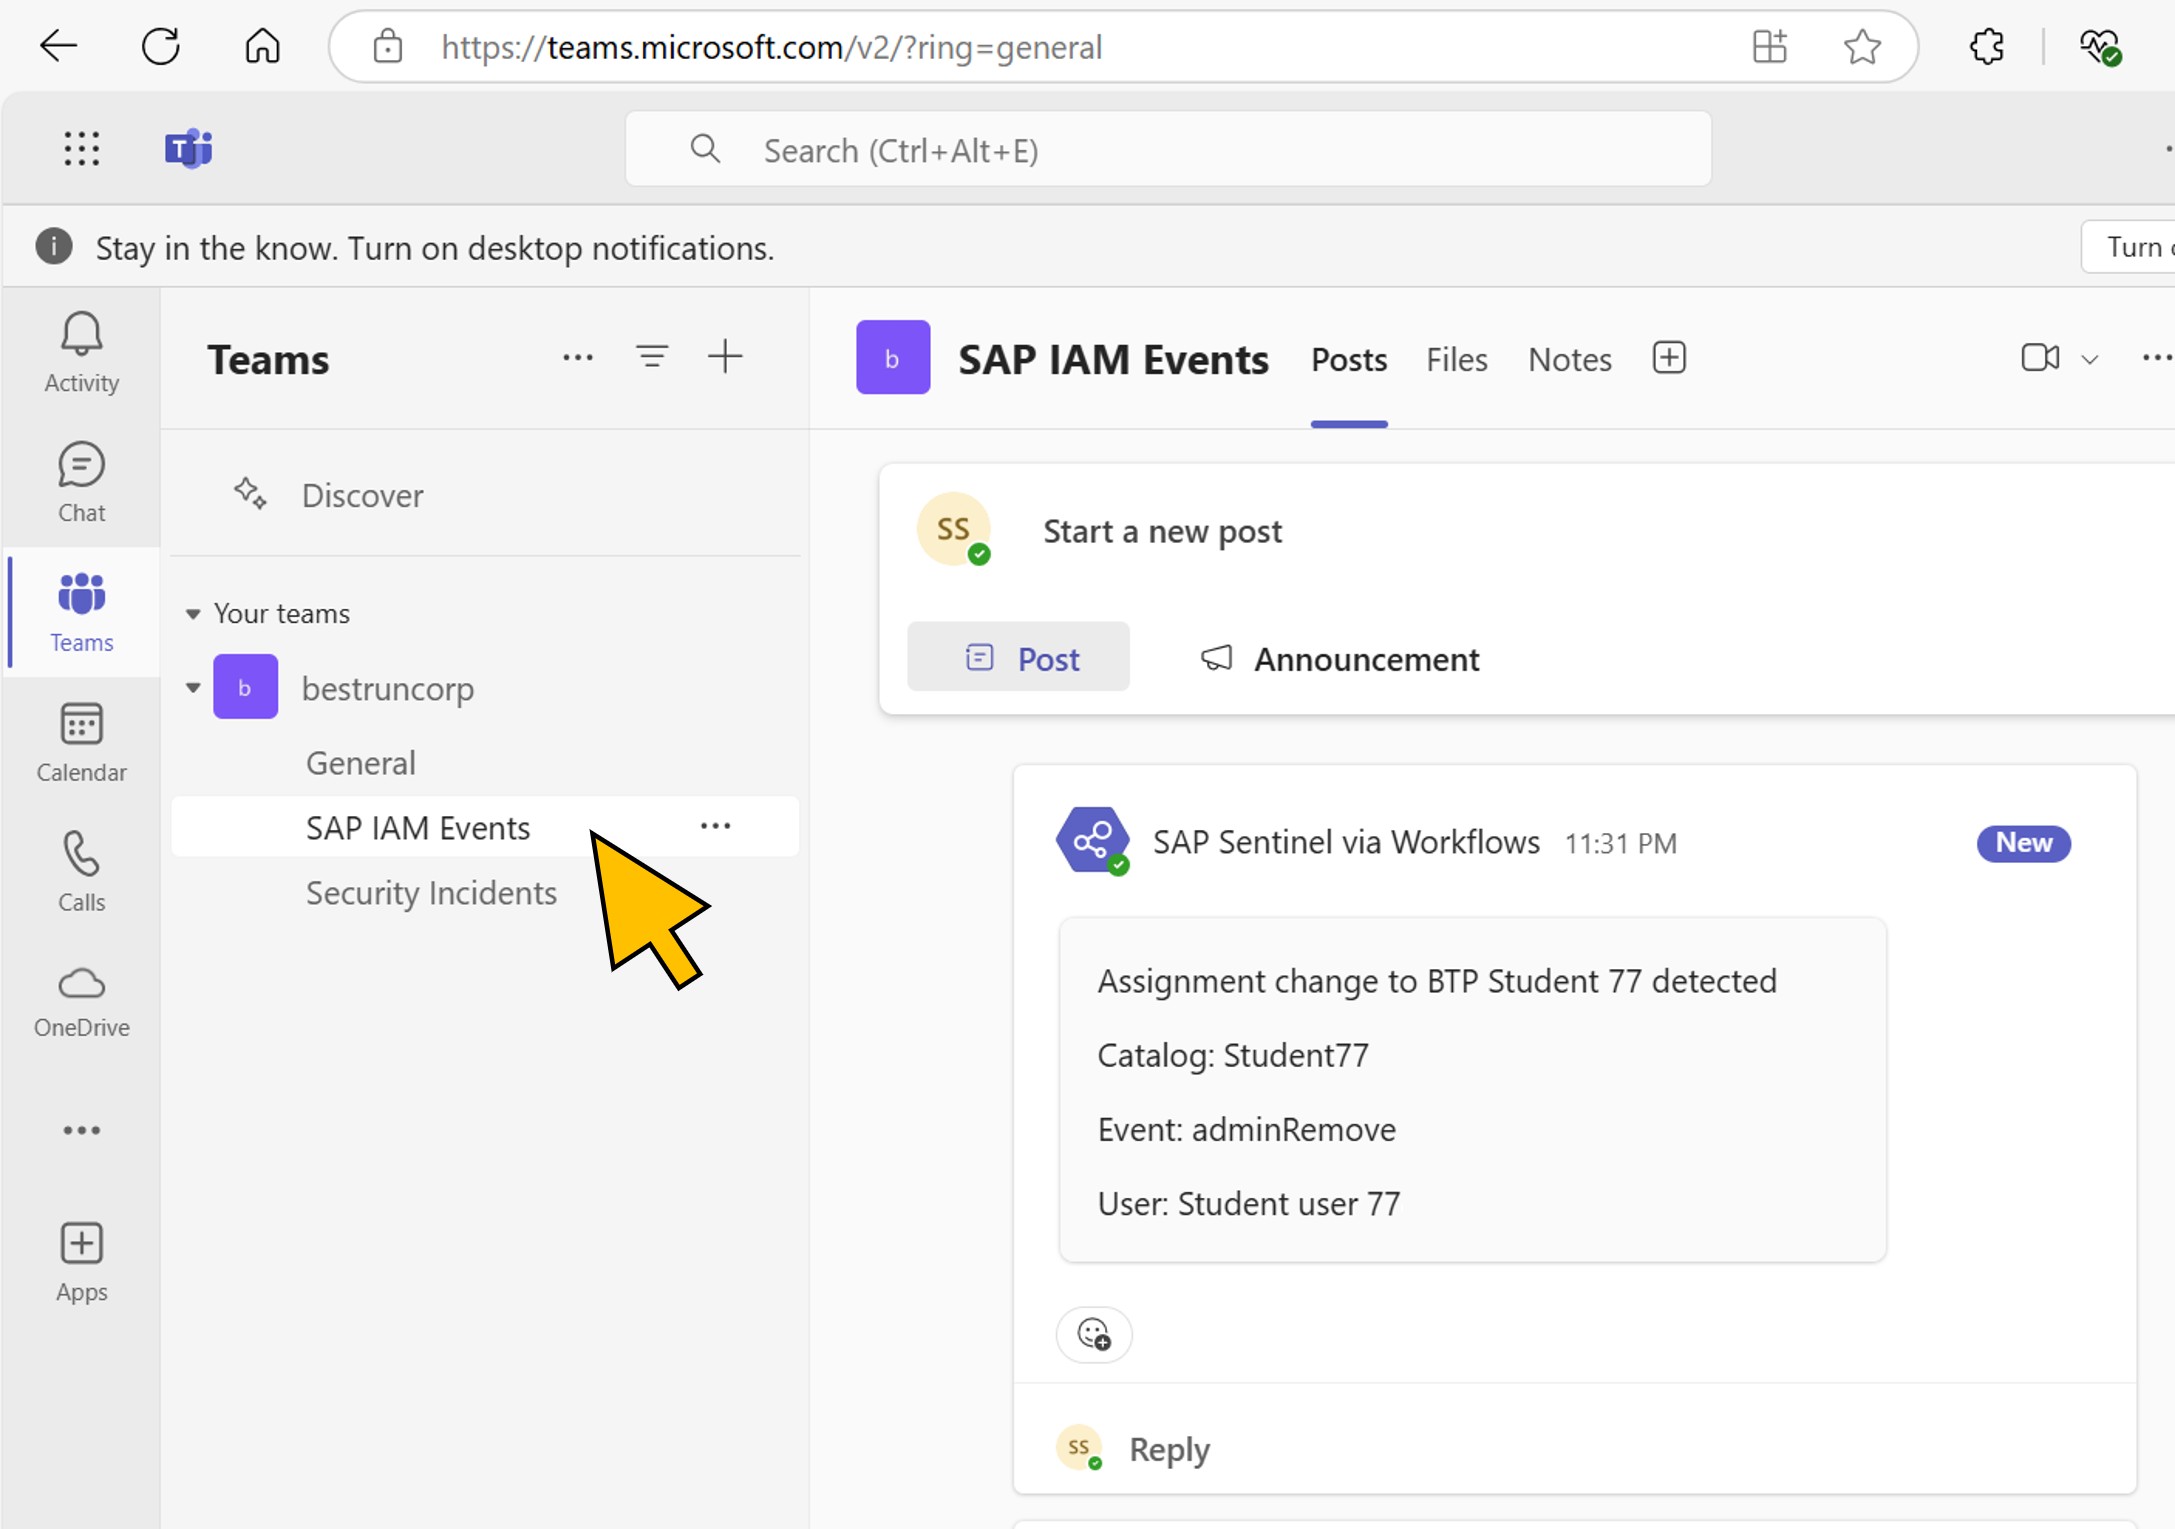 https://teams.microsoft.com/v2/?ring=general
T
Search (Ctrl+Alt+E)
Stay in the know. Turn on desktop notifications.
Turn
Activity
Chat
Teams
Calendar
Calls
OneDrive
Apps
Teams
Discover
Your teams
b bestruncorp
General
SAP IAM Events
Security Incidents
b SAP IAM Events Posts Files Notes
SS Start a new post
Post Announcement
SAP Sentinel via Workflows 11:31 PM New
Assignment change to BTP Student 77 detected
Catalog: Student77
Event: adminRemove
User: Student user 77
SS Reply